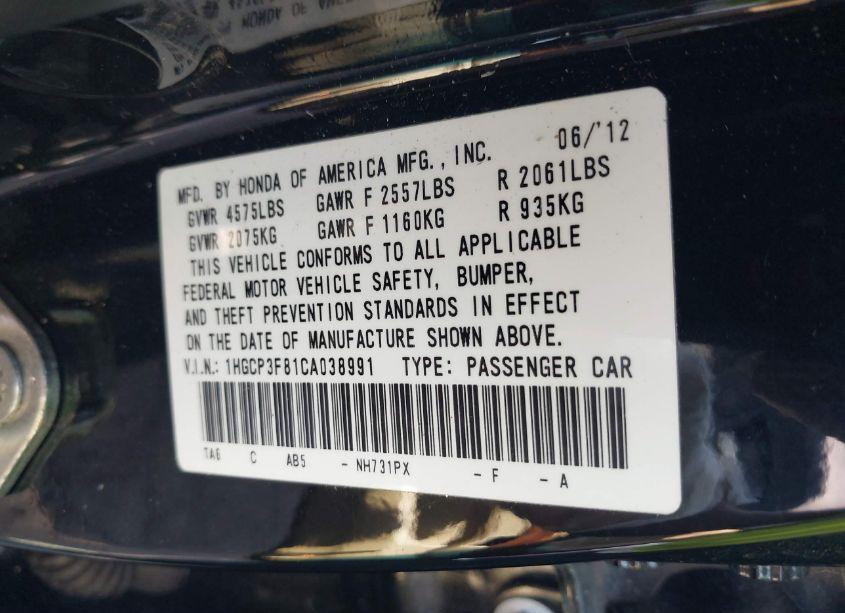 MFD. BY HONDA OF AMERICA MFG., INC. 06/'12
GVWR 4575LBS GAWR F 2557LBS R 2061LBS
GVWR 2075KG GAWR F 1160KG R 935KG
THIS VEHICLE CONFORMS TO ALL APPLICABLE
FEDERAL MOTOR VEHICLE SAFETY, BUMPER,
AND THEFT PREVENTION STANDARDS IN EFFECT
ON THE DATE OF MANUFACTURE SHOWN ABOVE.
V.I.N.: 1HGCP3F81CA038991 TYPE: PASSENGER CAR
TA6 C AB5 - NH731PX - F - A